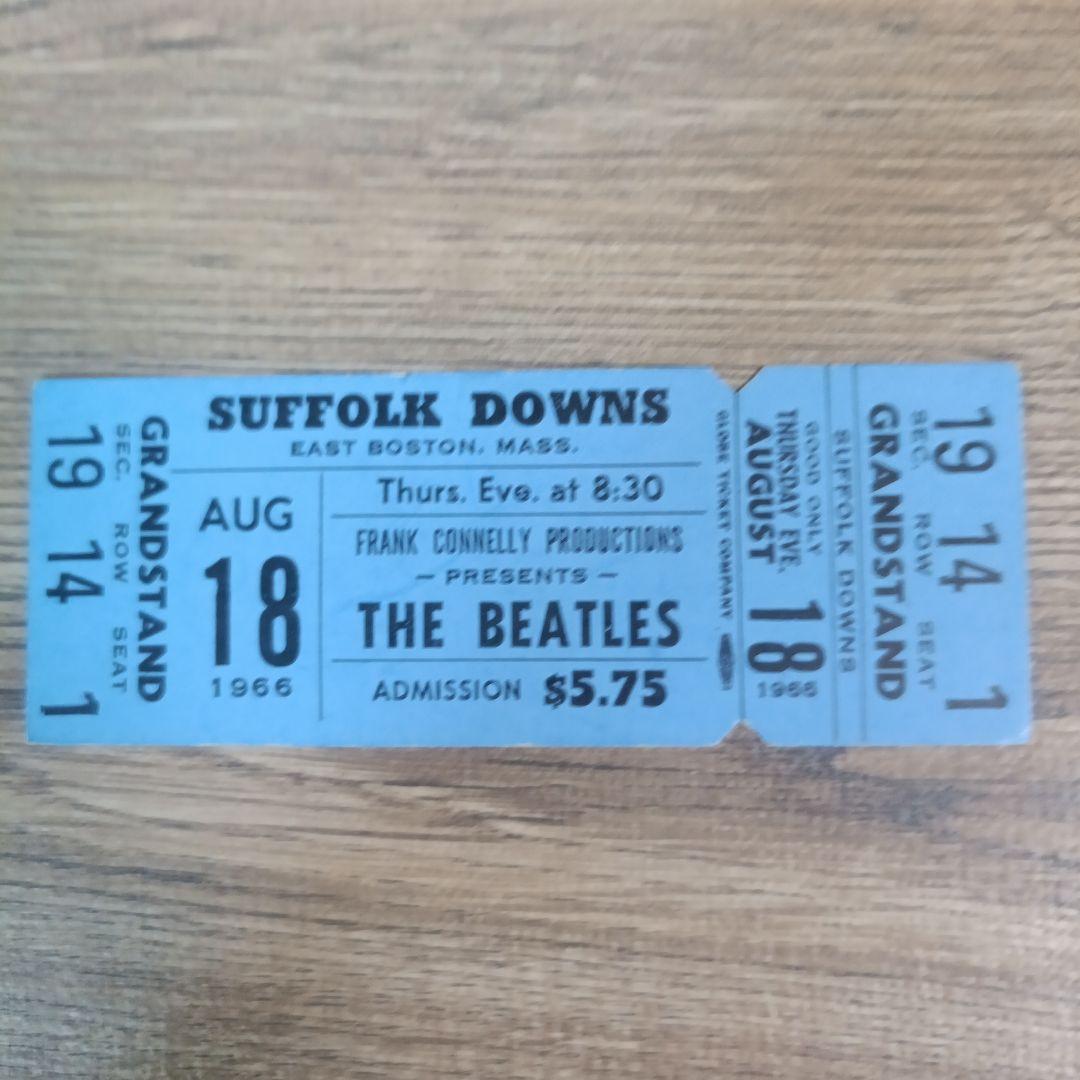 19 14 1
SEC. ROW SEAT
GRANDSTAND
SUFFOLK DOWNS
EAST BOSTON, MASS.
AUG
18
1966
Thurs. Eve. at 8:30
FRANK CONNELLY PRODUCTIONS
— PRESENTS —
THE BEATLES
ADMISSION $5.75
GLOBE TICKET COMPANY
AUGUST 18
THURSDAY EVE.
GOOD ONLY
1966
SUFFOLK DOWNS
GRANDSTAND
SEC. ROW SEAT
19 14 1